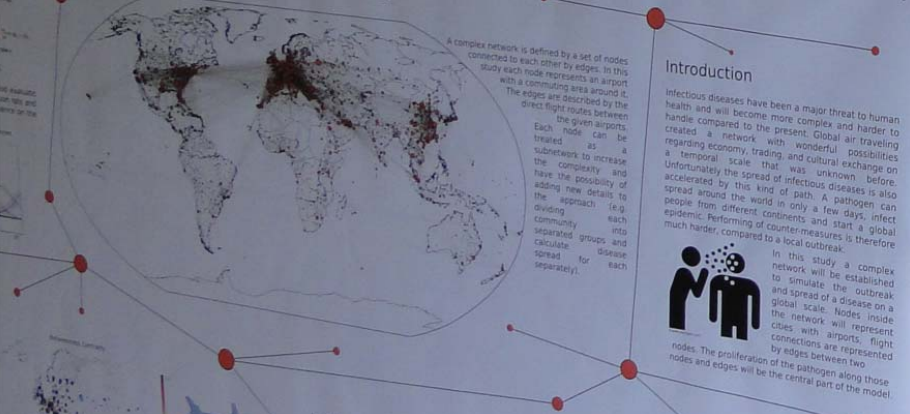 A complex network is defined by a set of nodes
connected to each other by edges. In this
study each node represents an airport
with a commuting area around it.
The edges are described by the
direct flight routes between
the given airports.
Each node can be
treated as a
subnetwork to increase
the complexity and
have the possibility of
adding new details to
the approach (e.g.
dividing each
community into
separated groups and
calculate disease
spread for each
separately).
Introduction
Infectious diseases have been a major threat to human
health and will become more complex and harder to
handle compared to the present. Global air traveling
created a network with wonderful possibilities
regarding economy, trading, and cultural exchange on
a temporal scale that was unknown before.
Unfortunately the spread of infectious diseases is also
accelerated by this kind of path. A pathogen can
spread around the world in only a few days, infect
people from different continents and start a global
epidemic. Performing of counter-measures is therefore
much harder, compared to a local outbreak.
In this study a complex
network will be established
to simulate the outbreak
and spread of a disease on a
global scale. Nodes inside
the network will represent
cities with airports, flight
connections are represented
by edges between two
nodes. The proliferation of the pathogen along those
nodes and edges will be the central part of the model.